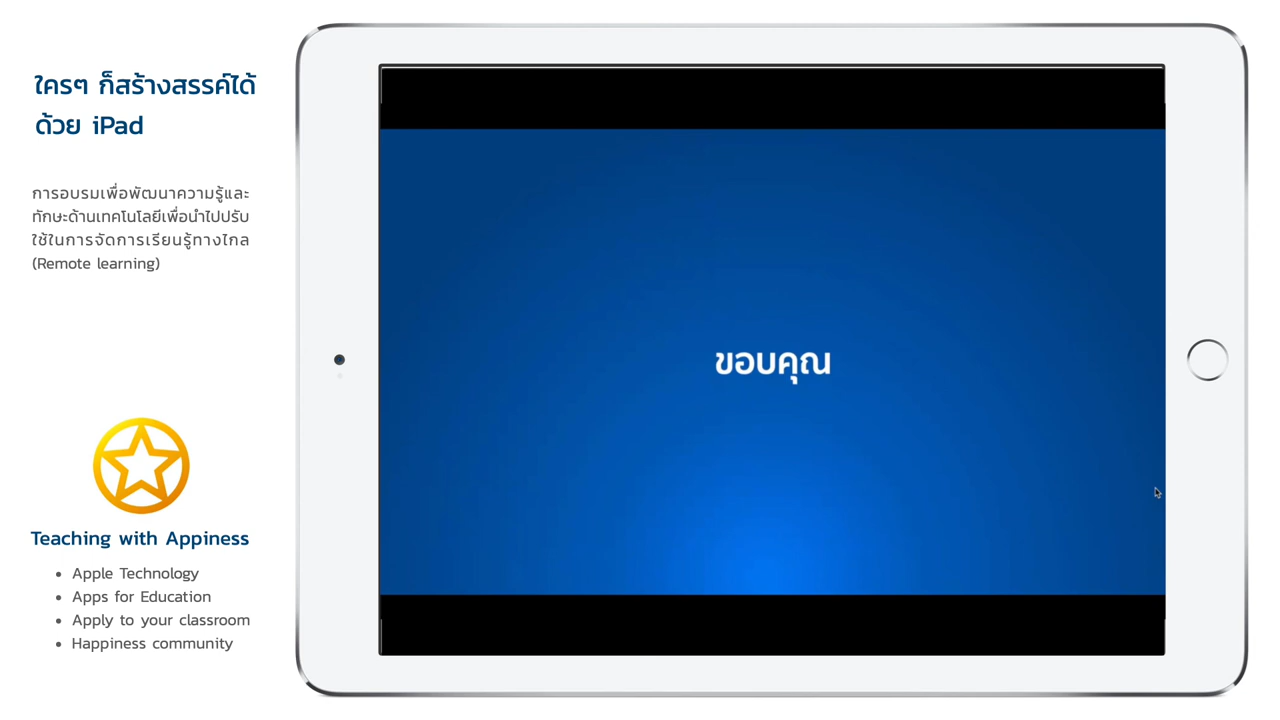 ใครๆ ก็สร้างสรรค์ได้
ด้วย iPad
การอบรมเพื่อพัฒนาความรู้และ
ทักษะด้านเทคโนโลยีเพื่อนำไปปรับ
ใช้ในการจัดการเรียนรู้ทางไกล
(Remote learning)
Teaching with Appiness
• Apple Technology
• Apps for Education
• Apply to your classroom
• Happiness community
ขอบคุณ